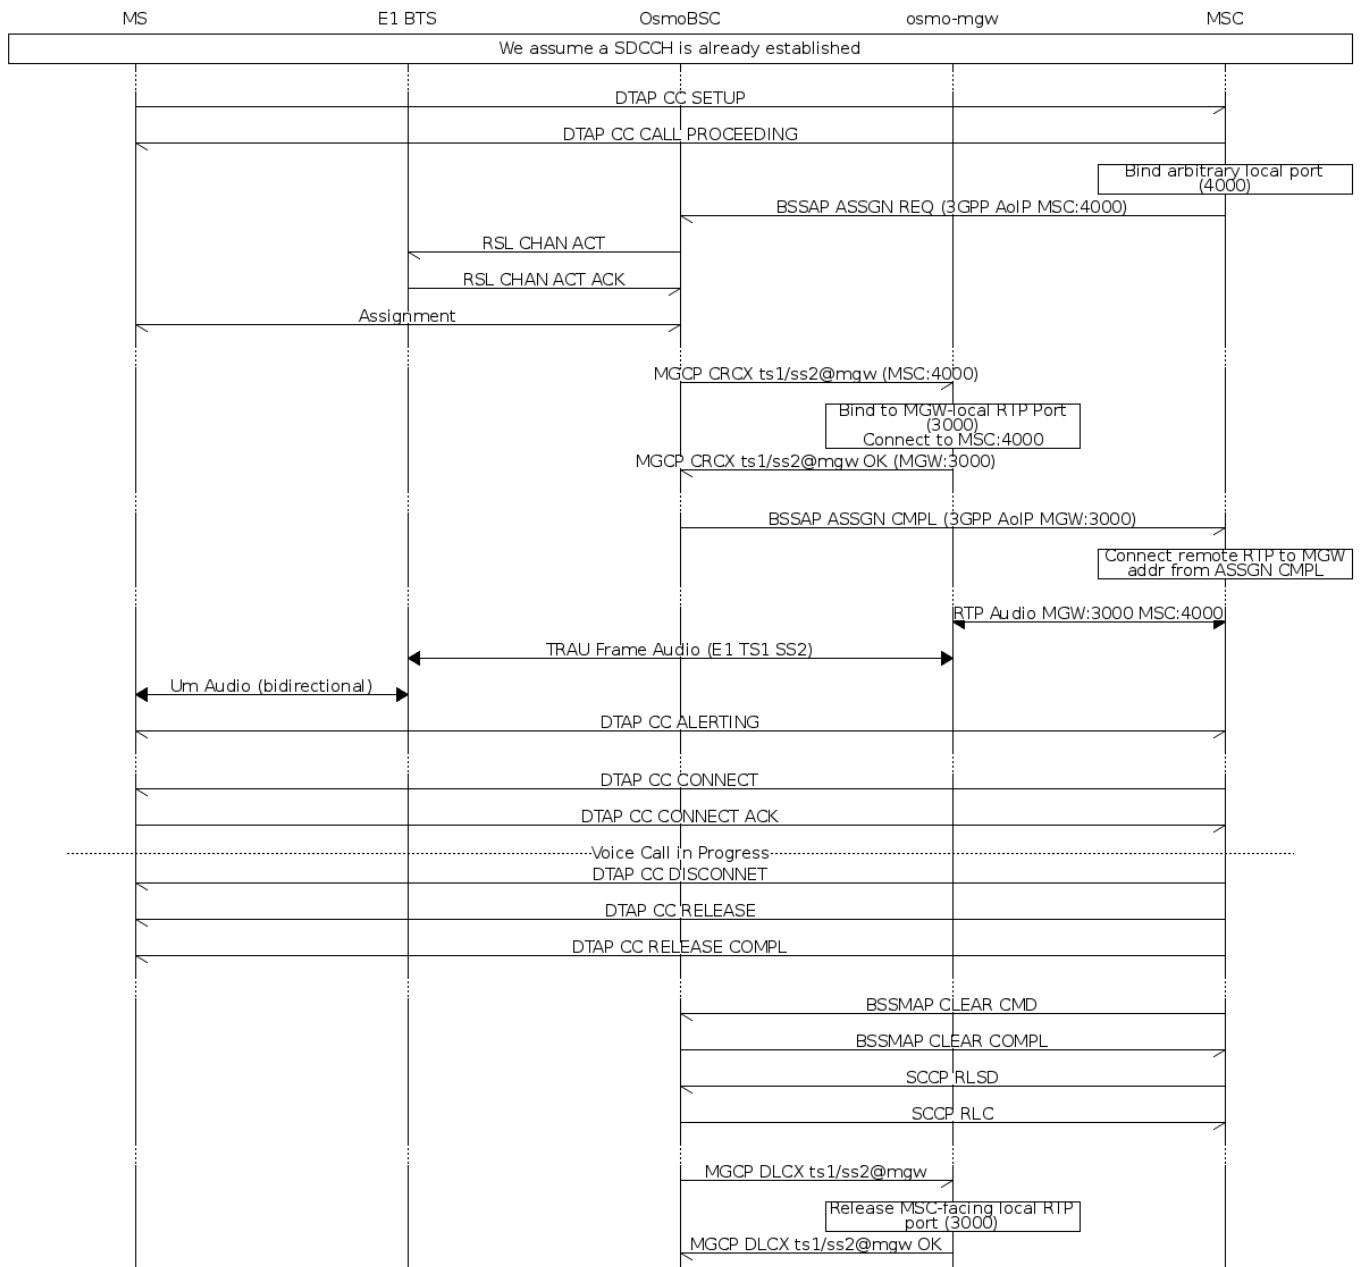 MS E1 BTS OsmoBSC osmo-mgw MSC
We assume a SDCCH is already established
DTAP CC SETUP
DTAP CC CALL PROCEEDING
Bind arbitrary local port
(4000)
BSSAP ASSGN REQ (3GPP AoIP MSC:4000)
RSL CHAN ACT
RSL CHAN ACT ACK
Assignment
MGCP CRCX ts1/ss2@mgw (MSC:4000)
Bind to MGW-local RTP Port
(3000)
Connect to MSC:4000
MGCP CRCX ts1/ss2@mgw OK (MGW:3000)
BSSAP ASSGN CMPL (3GPP AoIP MGW:3000)
Connect remote RTP to MGW
addr from ASSGN CMPL
RTP Audio MGW:3000 MSC:4000
TRAU Frame Audio (E1 TS1 SS2)
Um Audio (bidirectional)
DTAP CC ALERTING
DTAP CC CONNECT
DTAP CC CONNECT ACK
Voice Call in Progress
DTAP CC DISCONNET
DTAP CC RELEASE
DTAP CC RELEASE COMPL
BSSMAP CLEAR CMD
BSSMAP CLEAR COMPL
SCCP RLSD
SCCP RLC
MGCP DLCX ts1/ss2@mgw
Release MSC-facing local RTP
port (3000)
MGCP DLCX ts1/ss2@mgw OK